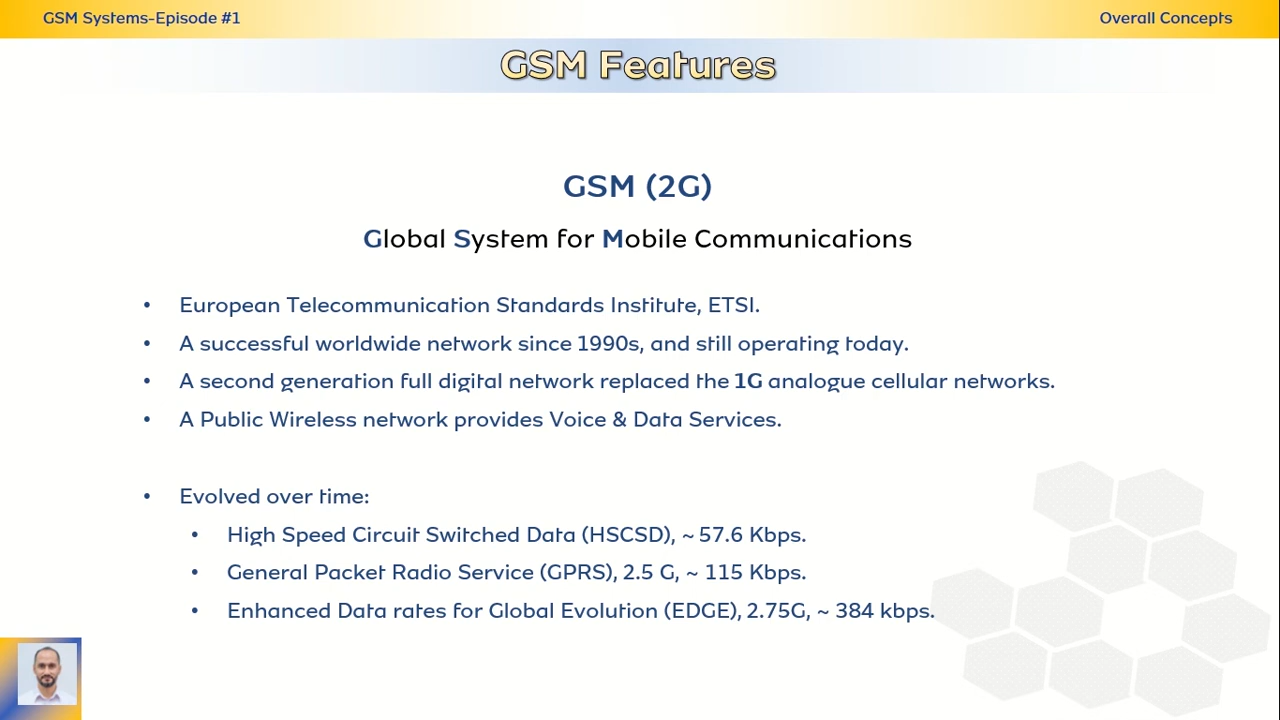 GSM Systems-Episode #1
Overall Concepts
GSM Features
GSM (2G)
Global System for Mobile Communications
• European Telecommunication Standards Institute, ETSI.
• A successful worldwide network since 1990s, and still operating today.
• A second generation full digital network replaced the 1G analogue cellular networks.
• A Public Wireless network provides Voice & Data Services.
• Evolved over time:
• High Speed Circuit Switched Data (HSCSD), ~ 57.6 Kbps.
• General Packet Radio Service (GPRS), 2.5 G, ~ 115 Kbps.
• Enhanced Data rates for Global Evolution (EDGE), 2.75G, ~ 384 kbps.